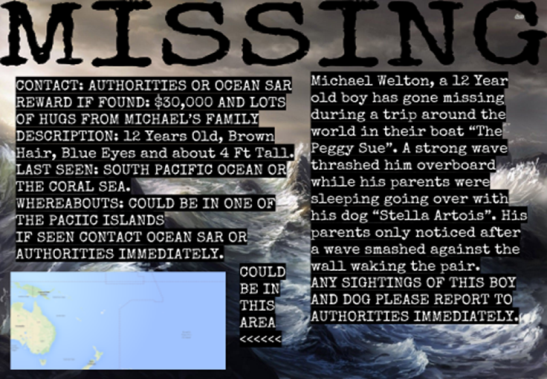 MISSING
CONTACT: AUTHORITIES OR OCEAN SAR
REWARD IF FOUND: $30,000 AND LOTS
OF HUGS FROM MICHAEL'S FAMILY
DESCRIPTION: 12 Years Old, Brown
Hair, Blue Eyes and about 4 Ft Tall.
LAST SEEN: SOUTH PACIFIC OCEAN OR
THE CORAL SEA.
WHEREABOUTS: COULD BE IN ONE OF
THE PACIIC ISLANDS
IF SEEN CONTACT OCEAN SAR OR
AUTHORITIES IMMEDIATELY.
COULD
BE IN
THIS
AREA
<<<<<<
Michael Welton, a 12 Year
old boy has gone missing
during a trip around the
world in their boat “The
Peggy Sue”. A strong wave
thrashed him overboard
while his parents were
sleeping going over with
his dog “Stella Artois”. His
parents only noticed after
a wave smashed against the
wall waking the pair.
ANY SIGHTINGS OF THIS BOY
AND DOG PLEASE REPORT TO
AUTHORITIES IMMEDIATELY.